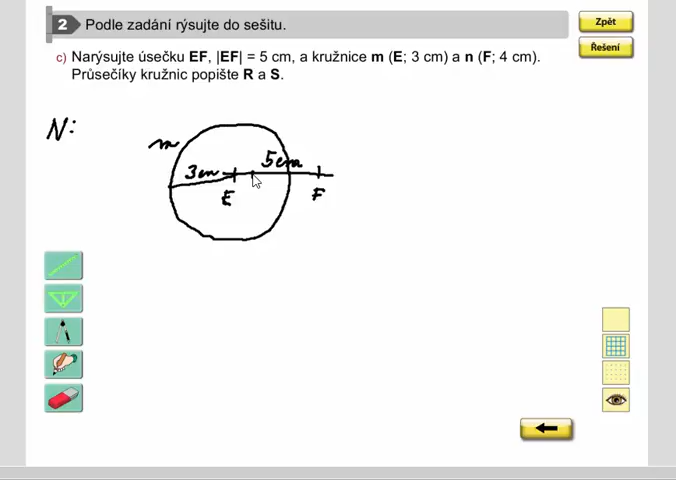 2 Podle zadání rýsujte do sešitu.
Zpět
Řešení
c) Narýsujte úsečku EF, |EF| = 5 cm, a kružnice m (E; 3 cm) a n (F; 4 cm).
Průsečíky kružnic popište R a S.
N:
m
3cm
5cm
E
F